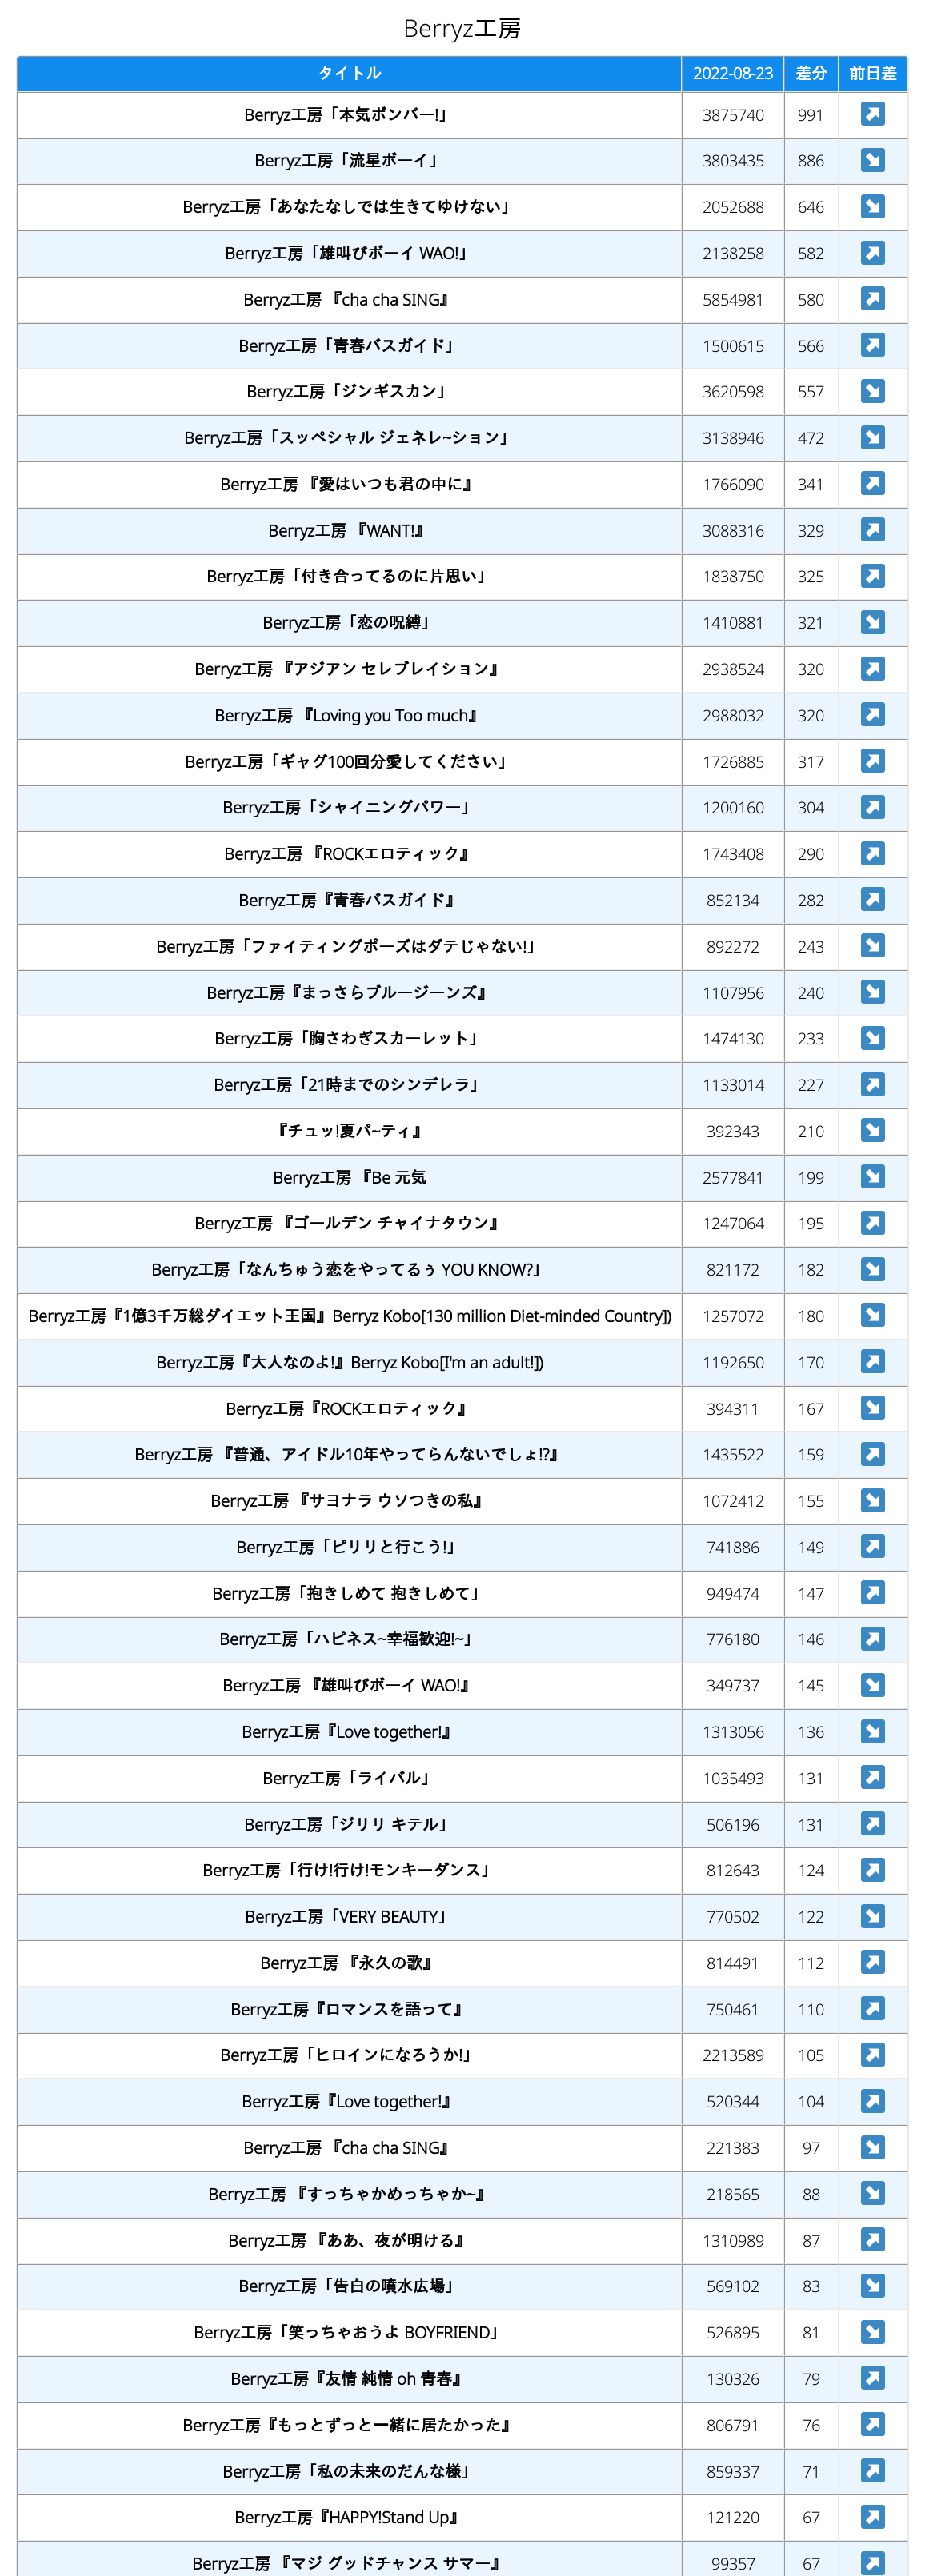 Berryz工房
タイトル 2022-08-23 差分 前日差
Berryz工房「本気ボンバー!」 3875740 991
Berryz工房「流星ボーイ」 3803435 886
Berryz工房「あなたなしでは生きてゆけない」 2052688 646
Berryz工房「雄叫びボーイ WAO!」 2138258 582
Berryz工房 『cha cha SING』 5854981 580
Berryz工房「青春バスガイド」 1500615 566
Berryz工房「ジンギスカン」 3620598 557
Berryz工房「スッペシャル ジェネレ~ション」 3138946 472
Berryz工房 『愛はいつも君の中に』 1766090 341
Berryz工房 『WANT!』 3088316 329
Berryz工房「付き合ってるのに片思い」 1838750 325
Berryz工房「恋の呪縛」 1410881 321
Berryz工房 『アジアン セレブレイション』 2938524 320
Berryz工房 『Loving you Too much』 2988032 320
Berryz工房「ギャグ100回分愛してください」 1726885 317
Berryz工房「シャイニングパワー」 1200160 304
Berryz工房 『ROCKエロティック』 1743408 290
Berryz工房『青春バスガイド』 852134 282
Berryz工房「ファイティングポーズはダテじゃない!」 892272 243
Berryz工房『まっさらブルージーンズ』 1107956 240
Berryz工房「胸さわぎスカーレット」 1474130 233
Berryz工房「21時までのシンデレラ」 1133014 227
『チュッ!夏パ~ティ』 392343 210
Berryz工房 『Be 元気 2577841 199
Berryz工房 『ゴールデン チャイナタウン』 1247064 195
Berryz工房「なんちゅう恋をやってるぅ YOU KNOW?」 821172 182
Berryz工房『1億3千万総ダイエット王国』Berryz Kobo[130 million Diet-minded Country]) 1257072 180
Berryz工房『大人なのよ!』Berryz Kobo[I'm an adult!]) 1192650 170
Berryz工房『ROCKエロティック』 394311 167
Berryz工房 『普通、アイドル10年やってらんないでしょ!?』 1435522 159
Berryz工房 『サヨナラ ウソつきの私』 1072412 155
Berryz工房「ピリリと行こう!」 741886 149
Berryz工房「抱きしめて 抱きしめて」 949474 147
Berryz工房「ハピネス~幸福歓迎!~」 776180 146
Berryz工房 『雄叫びボーイ WAO!』 349737 145
Berryz工房『Love together!』 1313056 136
Berryz工房「ライバル」 1035493 131
Berryz工房「ジリリ キテル」 506196 131
Berryz工房「行け!行け!モンキーダンス」 812643 124
Berryz工房「VERY BEAUTY」 770502 122
Berryz工房 『永久の歌』 814491 112
Berryz工房『ロマンスを語って』 750461 110
Berryz工房「ヒロインになろうか!」 2213589 105
Berryz工房『Love together!』 520344 104
Berryz工房 『cha cha SING』 221383 97
Berryz工房 『すっちゃかめっちゃか~』 218565 88
Berryz工房 『ああ、夜が明ける』 1310989 87
Berryz工房「告白の噴水広場」 569102 83
Berryz工房「笑っちゃおうよ BOYFRIEND」 526895 81
Berryz工房『友情 純情 oh 青春』 130326 79
Berryz工房『もっとずっと一緒に居たかった』 806791 76
Berryz工房「私の未来のだんな様」 859337 71
Berryz工房『HAPPY!Stand Up』 121220 67
Berryz工房 『マジ グッドチャンス サマー』 99357 67